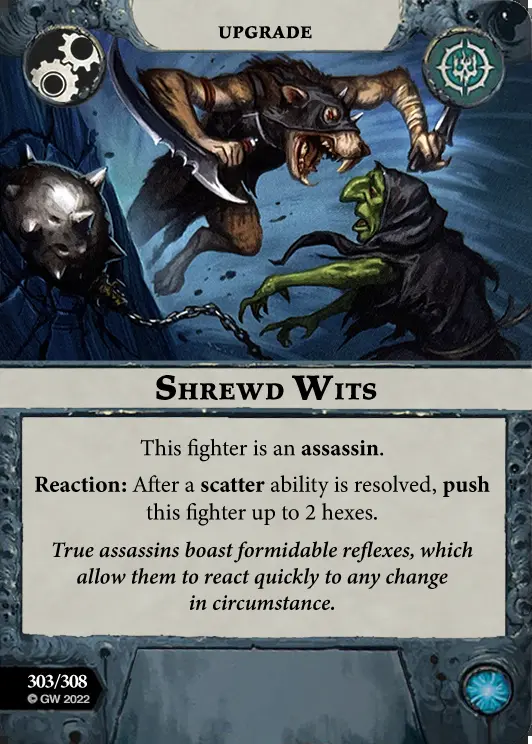 UPGRADE
SHREWD WITS
This fighter is an assassin.
Reaction: After a scatter ability is resolved, push
this fighter up to 2 hexes.
True assassins boast formidable reflexes, which
allow them to react quickly to any change
in circumstance.
303/308
© GW 2022